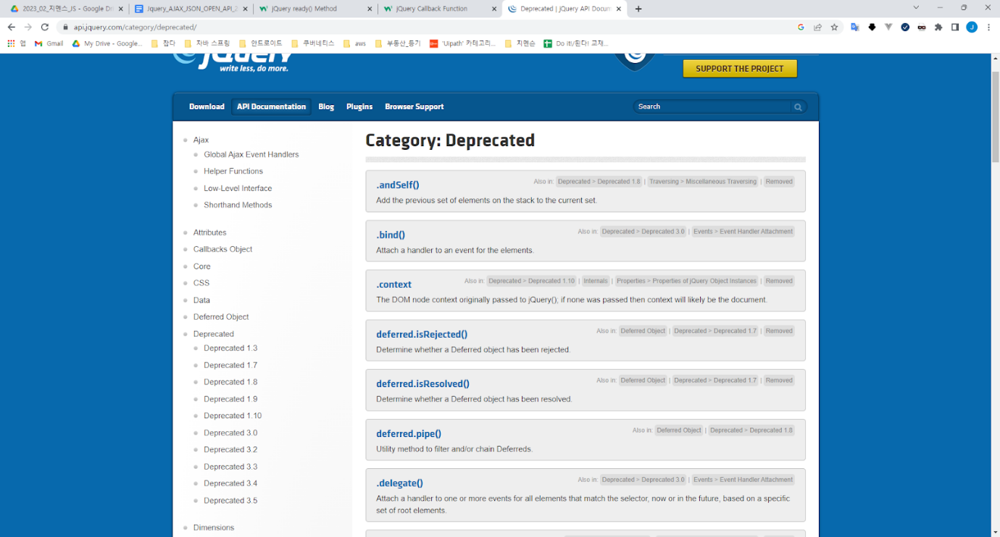 2023_02_지멘스_JS - Google Dri
Jquery_AJAX_JSON_OPEN_API_2
jQuery ready() Method
jQuery Callback Function
Deprecated | jQuery API Docum
api.jquery.com/category/deprecated/
앱
Gmail
My Drive - Google...
잡다
자바 스프링
안드로이드
쿠버네티스
aws
부동산_등기
'Uipath' 카테고리...
지멘스
Do it!/된다! 교재...
jQuery
write less, do more.
SUPPORT THE PROJECT
Download
API Documentation
Blog
Plugins
Browser Support
Search
Ajax
Global Ajax Event Handlers
Helper Functions
Low-Level Interface
Shorthand Methods
Attributes
Callbacks Object
Core
CSS
Data
Deferred Object
Deprecated
Deprecated 1.3
Deprecated 1.7
Deprecated 1.8
Deprecated 1.9
Deprecated 1.10
Deprecated 3.0
Deprecated 3.2
Deprecated 3.3
Deprecated 3.4
Deprecated 3.5
Dimensions
Category: Deprecated
.andSelf()
Also in: Deprecated > Deprecated 1.8 | Traversing > Miscellaneous Traversing | Removed
Add the previous set of elements on the stack to the current set.
.bind()
Also in: Deprecated > Deprecated 3.0 | Events > Event Handler Attachment
Attach a handler to an event for the elements.
.context
Also in: Deprecated > Deprecated 1.10 | Internals | Properties > Properties of jQuery Object Instances | Removed
The DOM node context originally passed to jQuery(); if none was passed then context will likely be the document.
deferred.isRejected()
Also in: Deferred Object | Deprecated > Deprecated 1.7 | Removed
Determine whether a Deferred object has been rejected.
deferred.isResolved()
Also in: Deferred Object | Deprecated > Deprecated 1.7 | Removed
Determine whether a Deferred object has been resolved.
deferred.pipe()
Also in: Deferred Object | Deprecated > Deprecated 1.8
Utility method to filter and/or chain Deferreds.
.delegate()
Also in: Deprecated > Deprecated 3.0 | Events > Event Handler Attachment
Attach a handler to one or more events for all elements that match the selector, now or in the future, based on a specific
set of root elements.